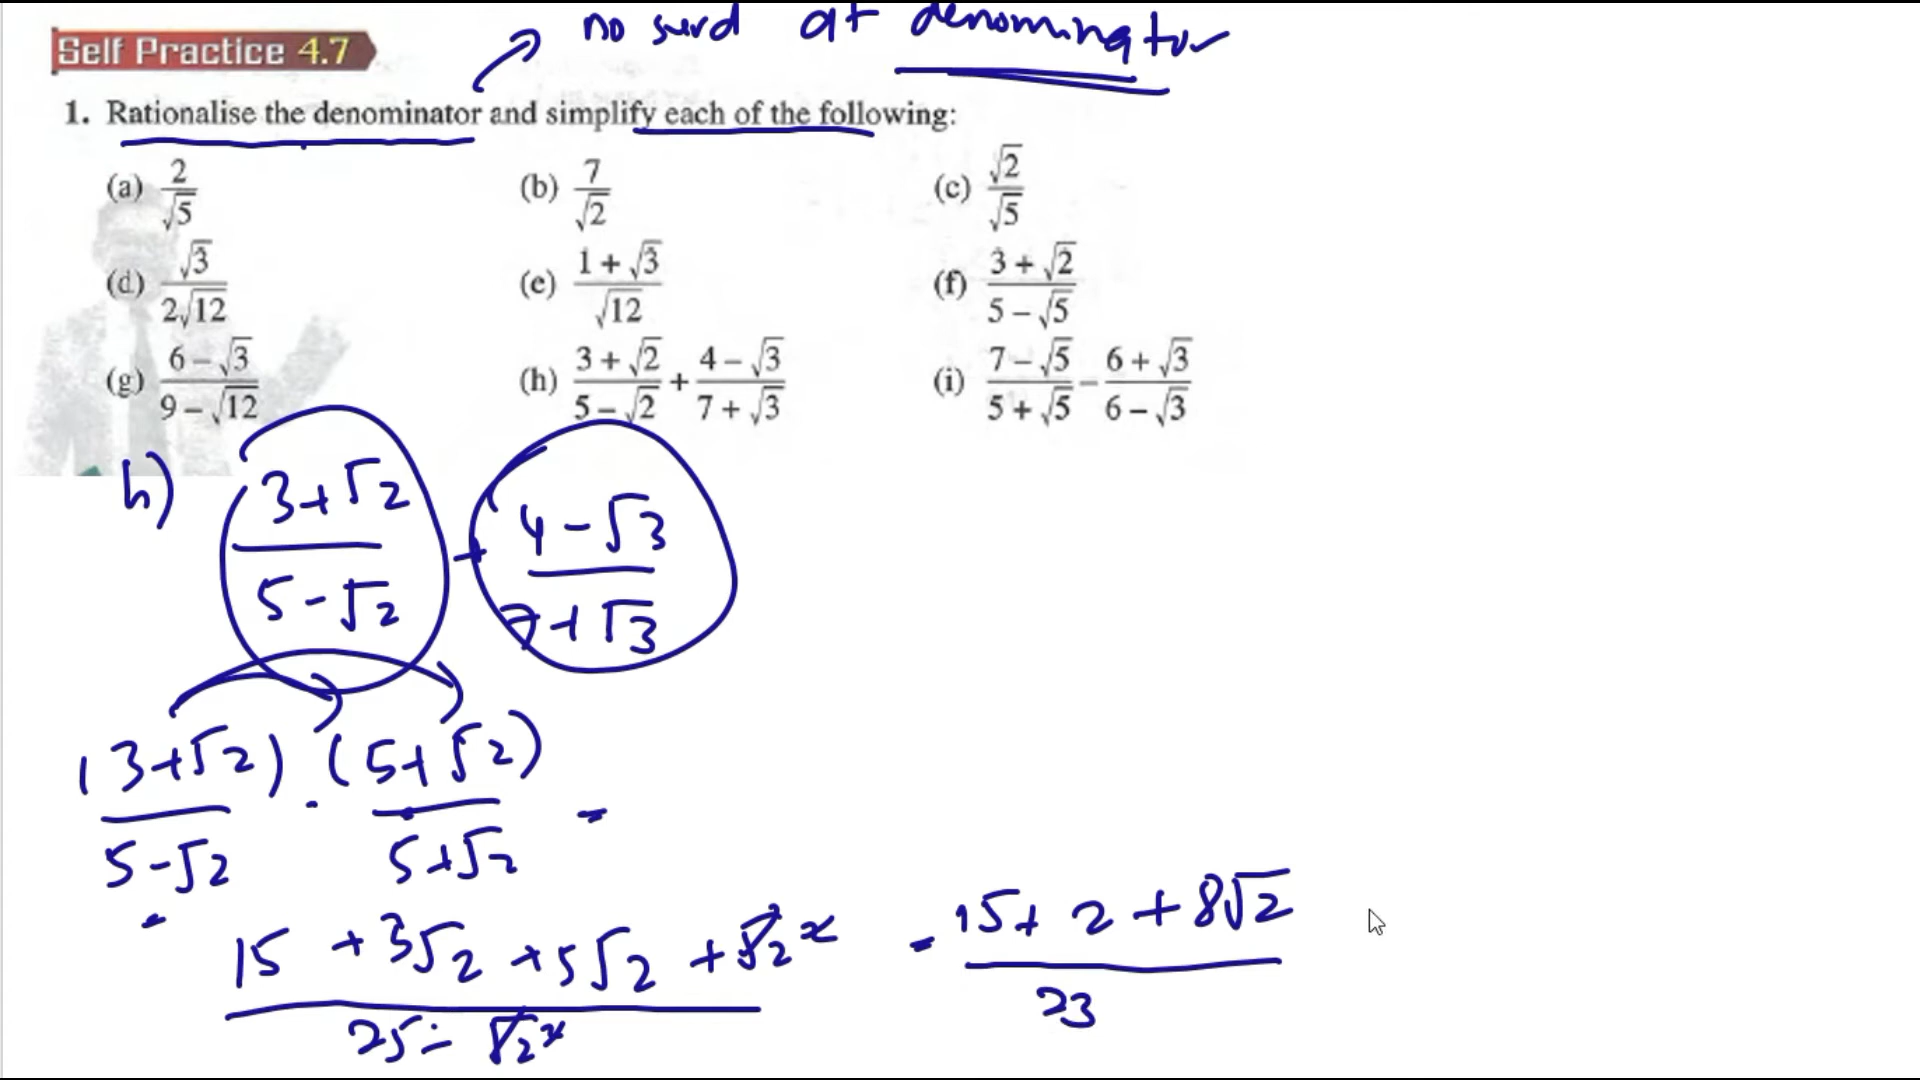 no surd at denominator
Self Practice 4.7
1. Rationalise the denominator and simplify each of the following:
(a) 2/√5 (b) 7/√2 (c) √2/√5
(d) √3/2√12 (e) 1 + √3/√12 (f) 3 + √2/5 − √5
(g) 6 − √3/9 − √12 (h) 3 + √2/5 − √2 + 4 − √3/7 + √3 (i) 7 − √5/5 + √5 − 6 + √3/6 − √3
h) 3+√2/5-√2 + 4-√3/7+√3
(3+√2)/5-√2 · (5+√2)/5+√2 =
= 15 + 3√2 + 5√2 + √2²/25 - √2² = 15 + 2 + 8√2/23